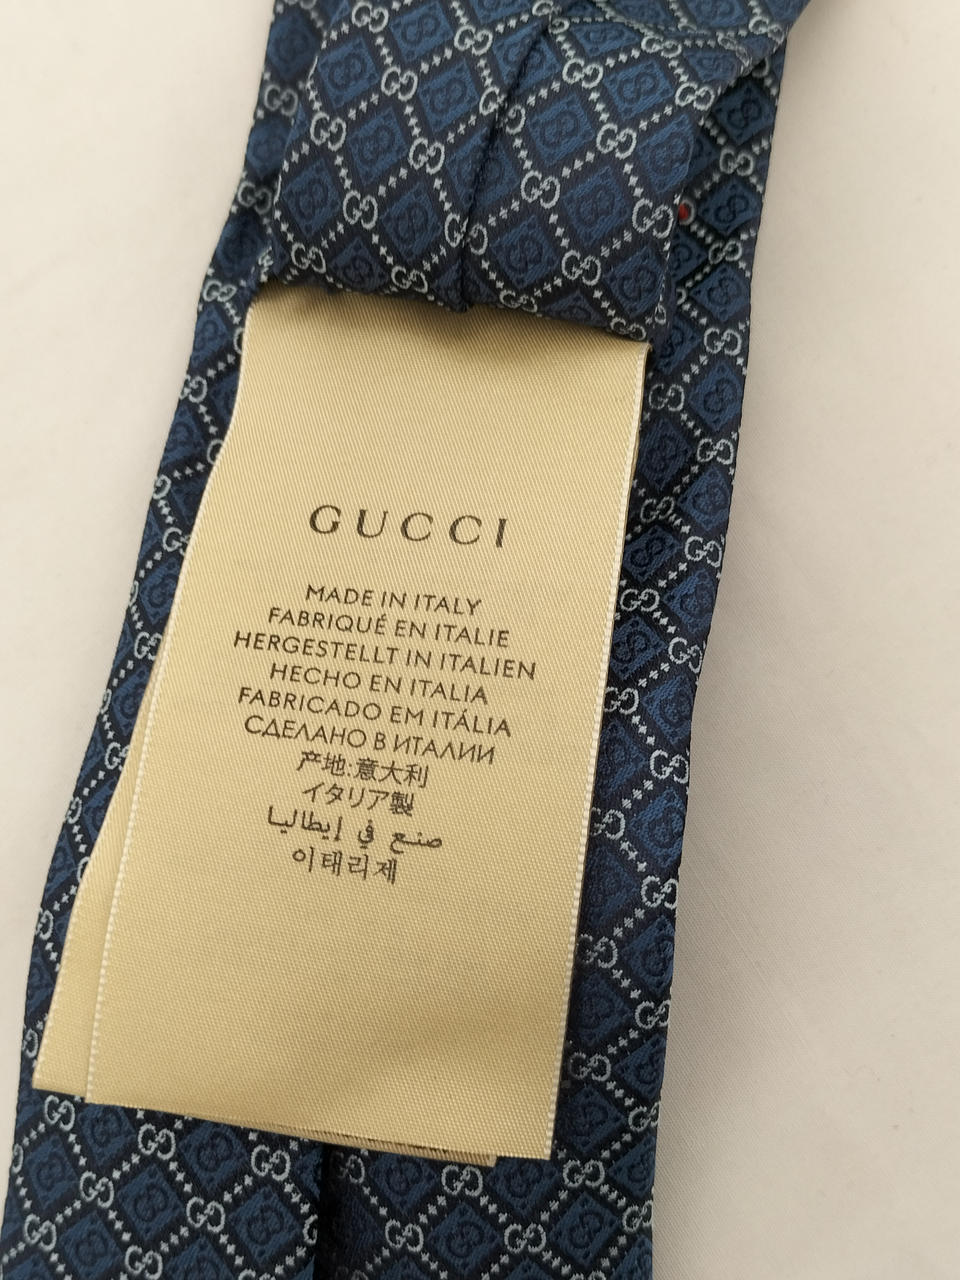 GUCCI
MADE IN ITALY
FABRIQUÉ EN ITALIE
HERGESTELLT IN ITALIEN
HECHO EN ITALIA
FABRICADO EM ITÁLIA
СДЕЛАНО В ИТАЛИИ
产地:意大利
イタリア製
صنع في إيطاليا
이태리제